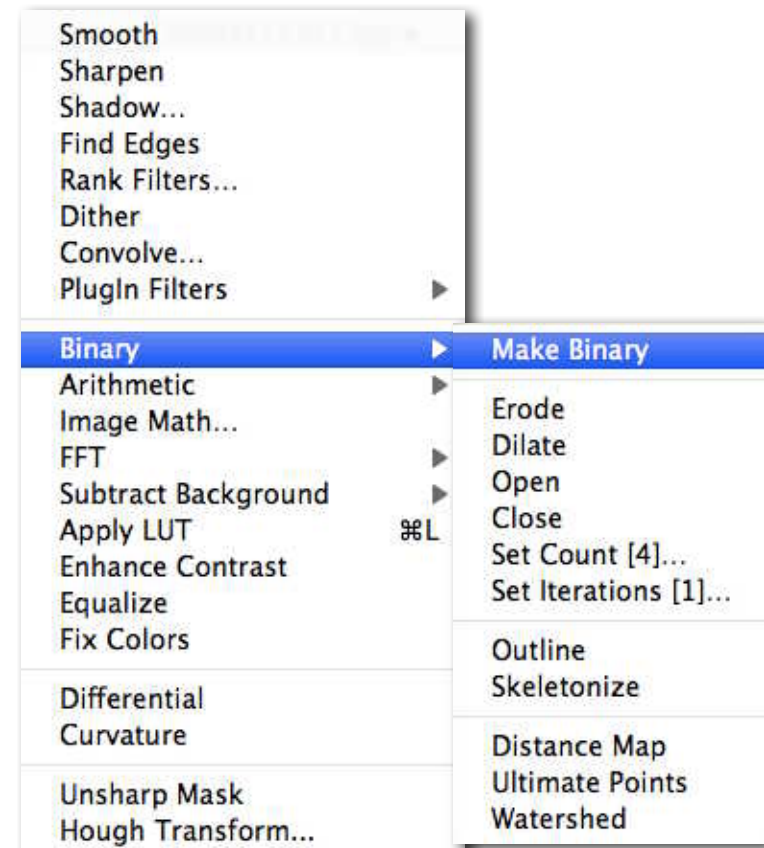 Smooth
Sharpen
Shadow...
Find Edges
Rank Filters...
Dither
Convolve...
PlugIn Filters
Binary
Arithmetic
Image Math...
FFT
Subtract Background
Apply LUT ⌘L
Enhance Contrast
Equalize
Fix Colors
Differential
Curvature
Unsharp Mask
Hough Transform...
Make Binary
Erode
Dilate
Open
Close
Set Count [4]...
Set Iterations [1]...
Outline
Skeletonize
Distance Map
Ultimate Points
Watershed